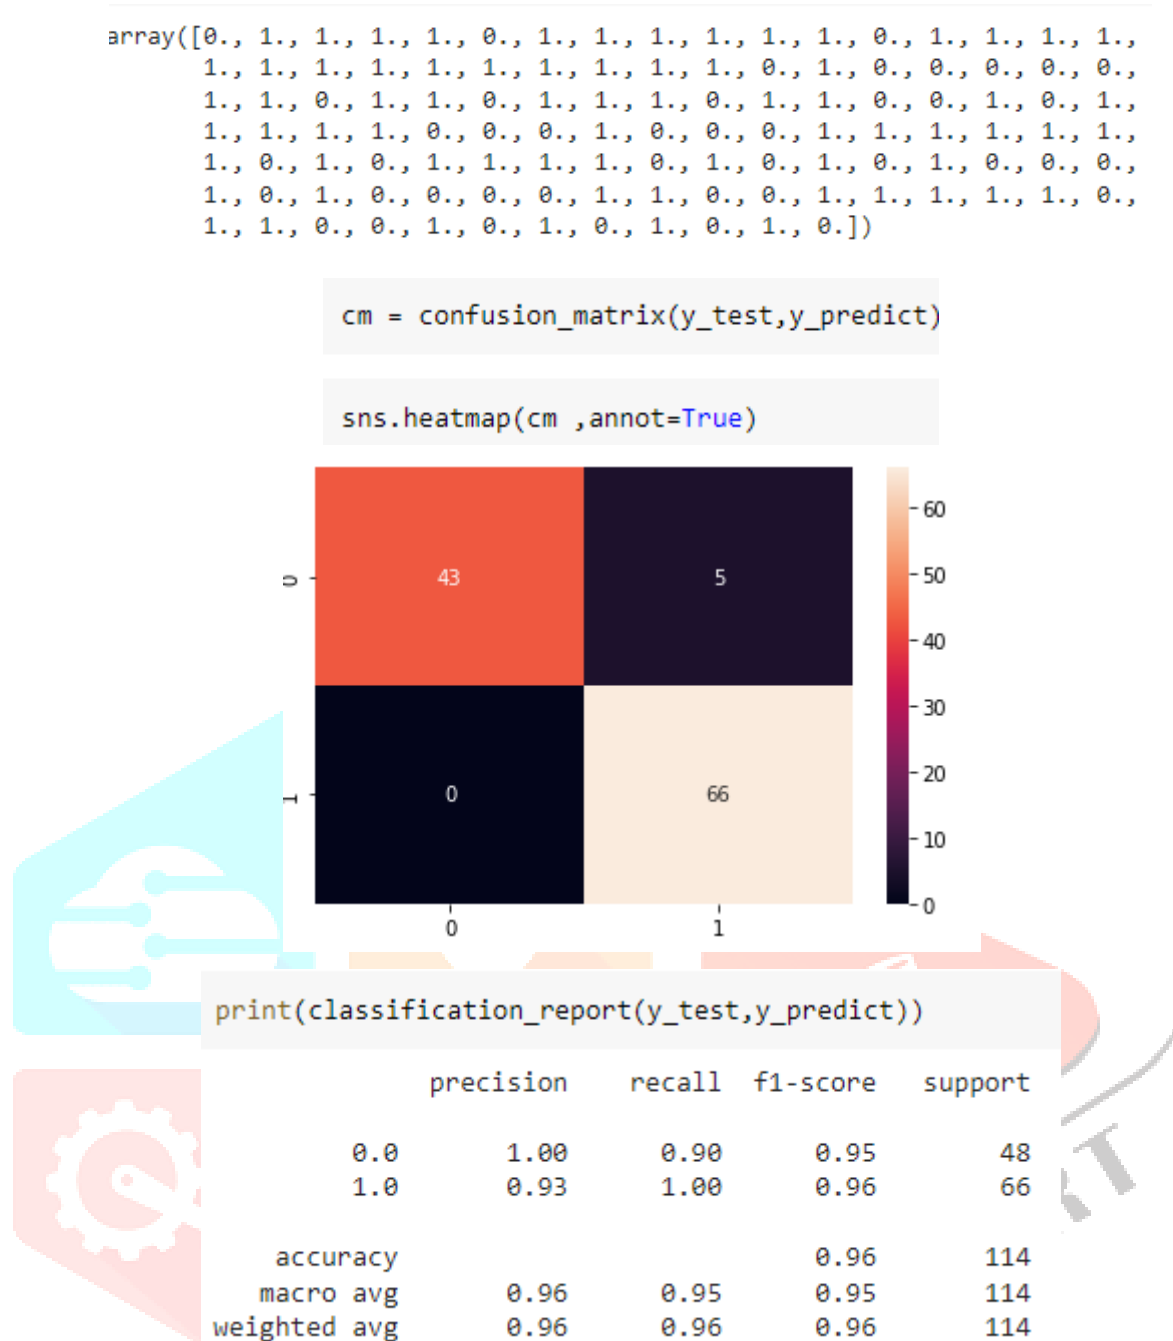 array([0., 1., 1., 1., 1., 0., 1., 1., 1., 1., 1., 1., 0., 1., 1., 1., 1.,
1., 1., 1., 1., 1., 1., 1., 1., 1., 1., 0., 1., 0., 0., 0., 0., 0.,
1., 1., 0., 1., 1., 0., 1., 1., 1., 0., 1., 1., 0., 0., 1., 0., 1.,
1., 1., 1., 1., 0., 0., 0., 1., 0., 0., 0., 1., 1., 1., 1., 1., 1.,
1., 0., 1., 0., 1., 1., 1., 1., 0., 1., 0., 1., 0., 1., 0., 0., 0.,
1., 0., 1., 0., 0., 0., 0., 1., 1., 0., 0., 1., 1., 1., 1., 1., 0.,
1., 1., 0., 0., 1., 0., 1., 0., 1., 0., 1., 0.])
cm = confusion_matrix(y_test,y_predict)
sns.heatmap(cm ,annot=True)
60
0 43 5
50
40
30
20
1 0 66
10
0
0 1
print(classification_report(y_test,y_predict))
precision recall f1-score support
0.0 1.00 0.90 0.95 48
1.0 0.93 1.00 0.96 66
accuracy 0.96 114
macro avg 0.96 0.95 0.95 114
weighted avg 0.96 0.96 0.96 114